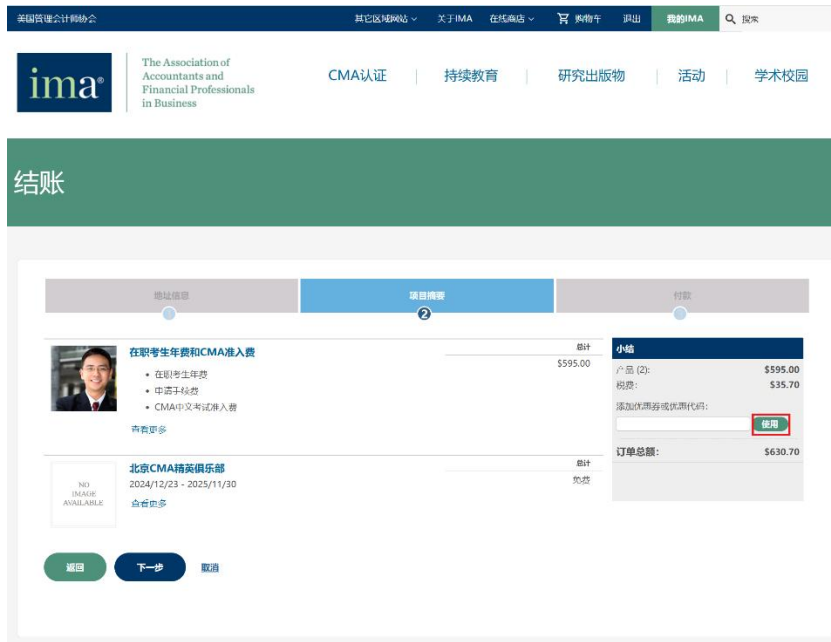 美国管理会计师协会
其它区域网站 关于IMA 在线商店 购物车 退出 我的IMA 搜索
ima®
The Association of
Accountants and
Financial Professionals
in Business
CMA认证 持续教育 研究出版物 活动 学术校园
结账
地址信息 项目摘要 付款
2
在职考生年费和CMA准入费
总计
$595.00
• 在职考生年费
• 申请手续费
• CMA中文考试准入费
查看更多
北京CMA精英俱乐部
总计
2024/12/23 - 2025/11/30
免费
查看更多
NO
IMAGE
AVAILABLE
小结
产品 (2): $595.00
税费: $35.70
添加优惠券或优惠代码:
使用
订单总额: $630.70
返回 下一步 取消